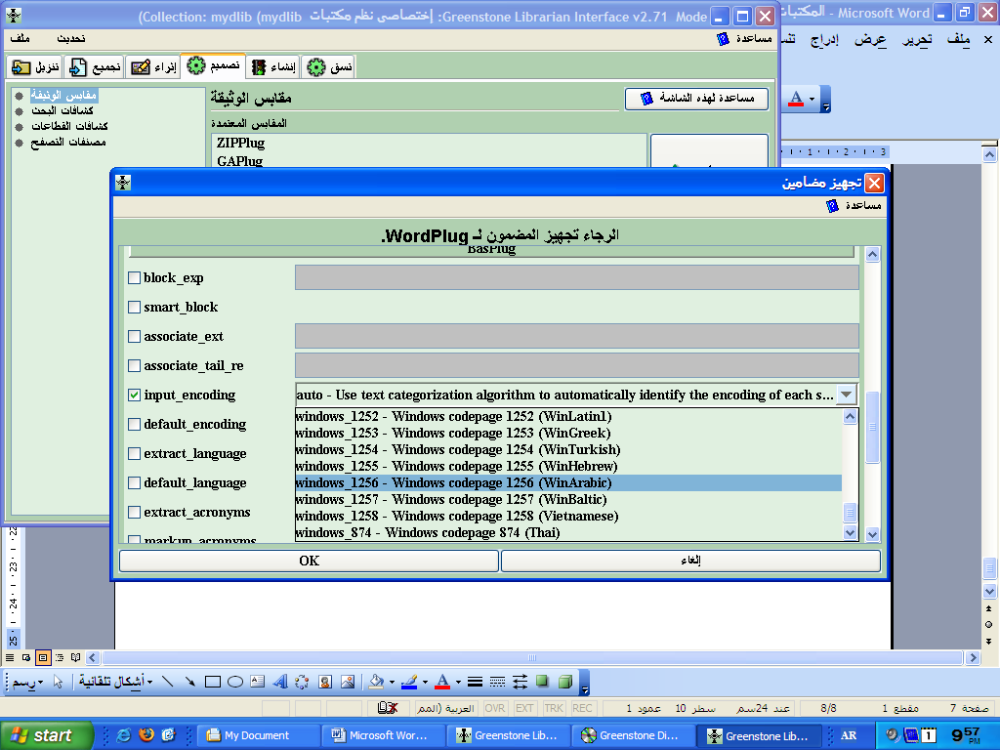 (Collection: mydlib (mydlib إختصاصى نظم مكتبات :Greenstone Librarian Interface v2.71 Mode
المكتبات - Microsoft Word
ملف تحديث مساعدة
ملف تحرير عرض إدراج
تنزيل تجميع إثراء تصميم إنشاء نسق
مقابس الوثيقة
كشافات البحث
كشافات القطاعات
مصنفات التصفح
مقابس الوثيقة
مساعدة لهذه الشاشة
المقابس المعتمدة
ZIPPlug
GAPlug
1 2 3
تجهيز مضامين
مساعدة
الرجاء تجهيز المضمون لـ WordPlug.
BasPlug
block_exp
smart_block
associate_ext
associate_tail_re
input_encoding
auto - Use text categorization algorithm to automatically identify the encoding of each s...
default_encoding
extract_language
default_language
extract_acronyms
markup_acronyms
windows_1252 - Windows codepage 1252 (WinLatin1)
windows_1253 - Windows codepage 1253 (WinGreek)
windows_1254 - Windows codepage 1254 (WinTurkish)
windows_1255 - Windows codepage 1255 (WinHebrew)
windows_1256 - Windows codepage 1256 (WinArabic)
windows_1257 - Windows codepage 1257 (WinBaltic)
windows_1258 - Windows codepage 1258 (Vietnamese)
windows_874 - Windows codepage 874 (Thai)
OK
إلغاء
23
24
25
رسم أشكال تلقائية
صفحة 7 مقطع 1 8/8 عند 24سم سطر 10 عمود 1 REC TRK EXT OVR العربية (المم
start
My Document
Microsoft Wor...
Greenstone Lib...
Greenstone Di...
Greenstone Lib...
AR
9:57 PM